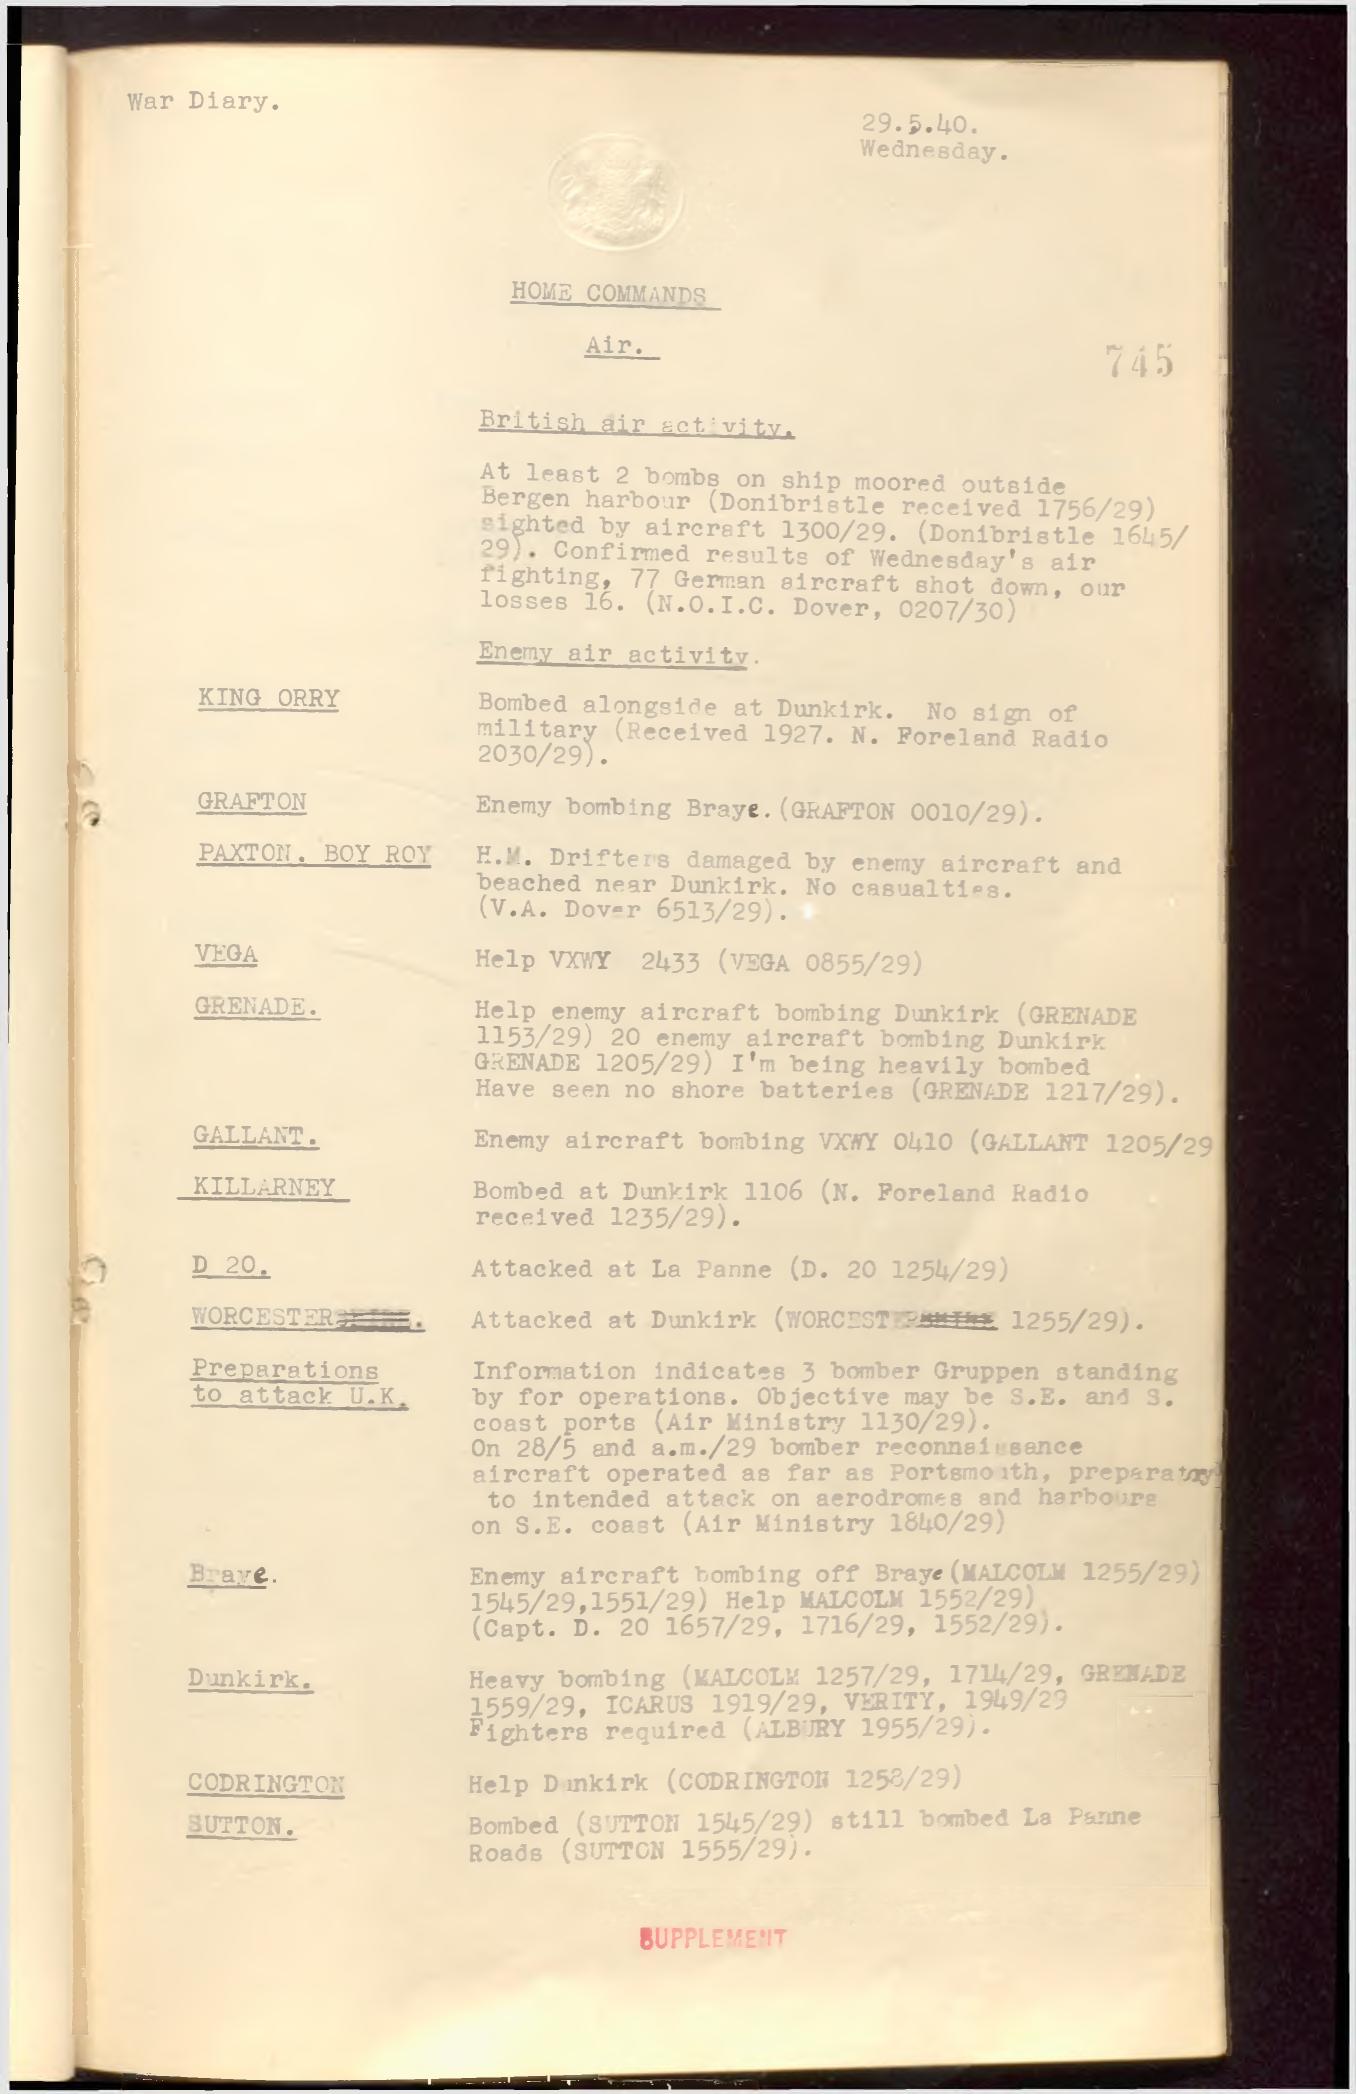 War Diary.
29.5.40.
Wednesday.
HOME COMMANDS
Air.
745
British air activity.
At least 2 bombs on ship moored outside
Bergen harbour (Donibristle received 1756/29)
sighted by aircraft 1300/29. (Donibristle 1645/
29). Confirmed results of Wednesday's air
fighting, 77 German aircraft shot down, our
losses 16. (N.O.I.C. Dover, 0207/30)
Enemy air activity.
KING ORRY Bombed alongside at Dunkirk. No sign of
military (Received 1927. N. Foreland Radio
2030/29).
GRAFTON Enemy bombing Braye. (GRAFTON 0010/29).
PAXTON. BOY ROY H.M. Drifters damaged by enemy aircraft and
beached near Dunkirk. No casualties.
(V.A. Dover 6513/29).
VEGA Help VXWY 2433 (VEGA 0855/29)
GRENADE. Help enemy aircraft bombing Dunkirk (GRENADE
1153/29) 20 enemy aircraft bombing Dunkirk
GRENADE 1205/29) I'm being heavily bombed
Have seen no shore batteries (GRENADE 1217/29).
GALLANT. Enemy aircraft bombing VXWY 0410 (GALLANT 1205/29
KILLARNEY Bombed at Dunkirk 1106 (N. Foreland Radio
received 1235/29).
D 20. Attacked at La Panne (D. 20 1254/29)
WORCESTERSHIRE. Attacked at Dunkirk (WORCESTERSHIRE 1255/29).
Preparations Information indicates 3 bomber Gruppen standing
to attack U.K. by for operations. Objective may be S.E. and S.
coast ports (Air Ministry 1130/29).
On 28/5 and a.m./29 bomber reconnaissance
aircraft operated as far as Portsmouth, preparatory
to intended attack on aerodromes and harbours
on S.E. coast (Air Ministry 1840/29)
Braye. Enemy aircraft bombing off Braye (MALCOLM 1255/29)
1545/29,1551/29) Help MALCOLM 1552/29)
(Capt. D. 20 1657/29, 1716/29, 1552/29).
Dunkirk. Heavy bombing (MALCOLM 1257/29, 1714/29, GRENADE
1559/29, ICARUS 1919/29, VERITY, 1949/29
Fighters required (ALBURY 1955/29).
CODRINGTON Help Dunkirk (CODRINGTON 1258/29)
SUTTON. Bombed (SUTTON 1545/29) still bombed La Panne
Roads (SUTTON 1555/29).
SUPPLEMENT